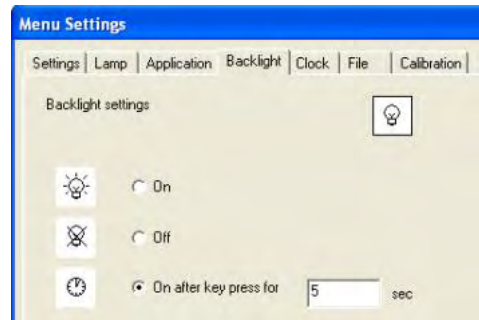 Menu Settings
Settings Lamp Application Backlight Clock File Calibration
Backlight settings
On
Off
On after key press for 5 sec